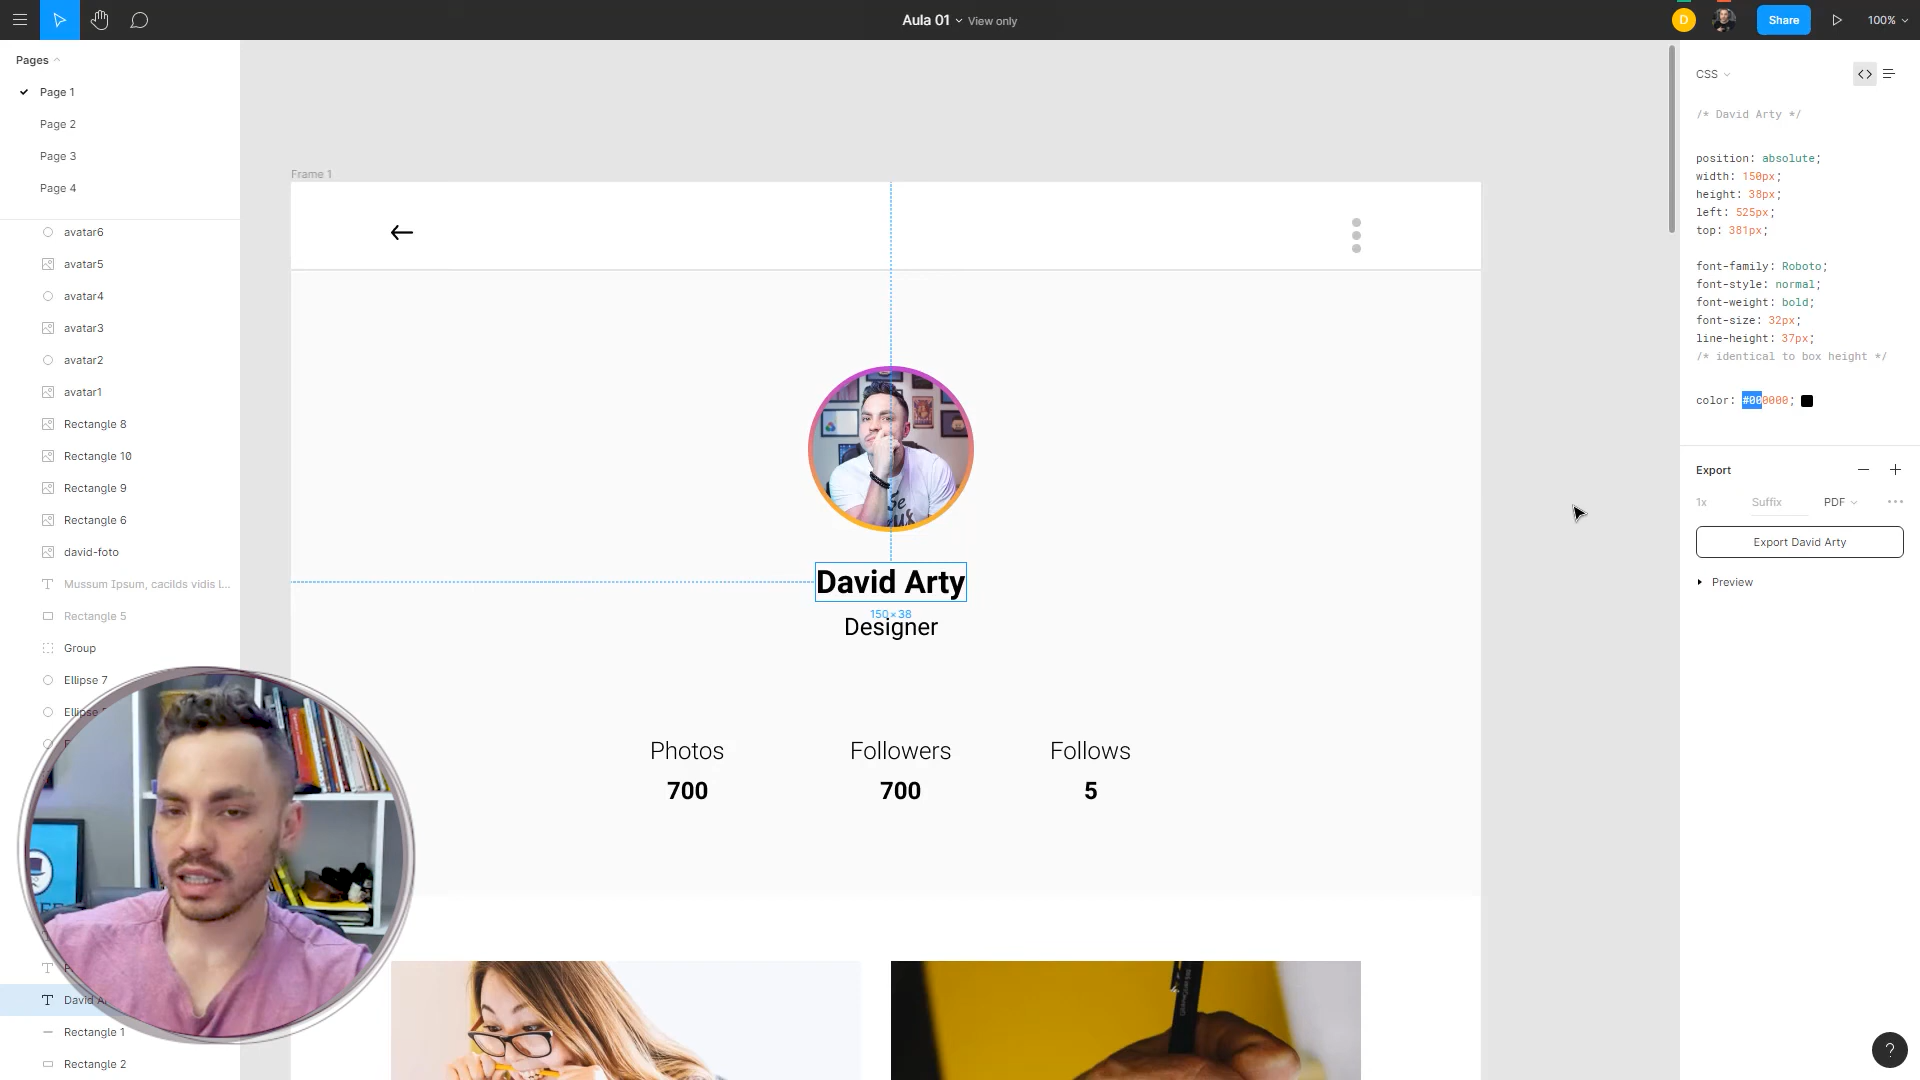 Aula 01
View only
D
Share
100%
Pages
Page 1
Page 2
Page 3
Page 4
avatar6
avatar5
avatar4
avatar3
avatar2
avatar1
Rectangle 8
Rectangle 10
Rectangle 9
Rectangle 6
david-foto
Mussum Ipsum, cacilds vidis l...
Rectangle 5
Group
Ellipse 7
Ellipse
David A
Rectangle 1
Rectangle 2
Frame 1
David Arty
150 × 38
Designer
Photos
Followers
Follows
700
700
5
CSS
/* David Arty */
position: absolute;
width: 150px;
height: 38px;
left: 525px;
top: 381px;
font-family: Roboto;
font-style: normal;
font-weight: bold;
font-size: 32px;
line-height: 37px;
/* identical to box height */
color: #000000;
Export
1x
Suffix
PDF
Export David Arty
Preview
?